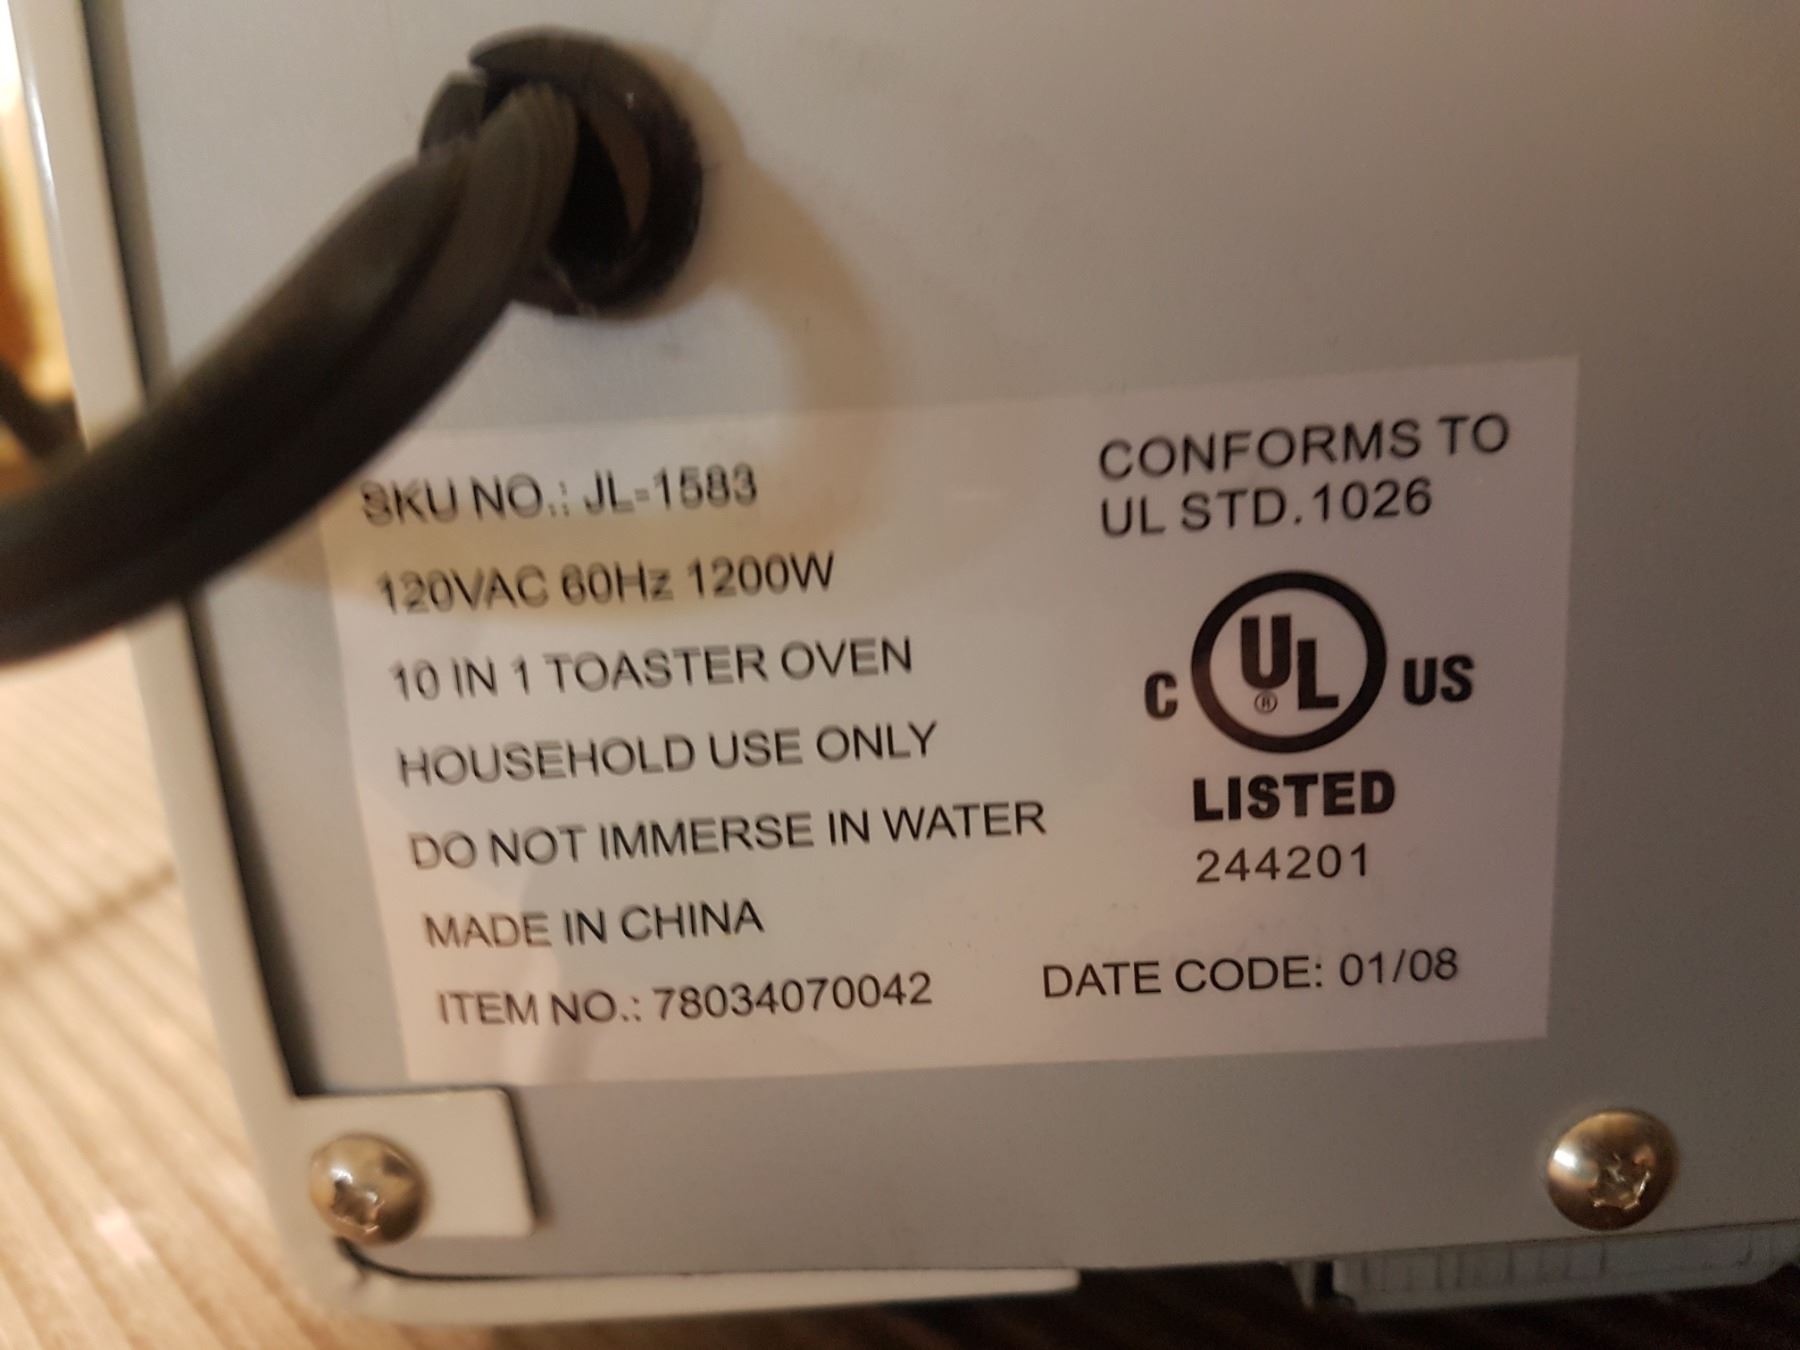 SKU NO.: JL-1583
120VAC 60Hz 1200W
10 IN 1 TOASTER OVEN
HOUSEHOLD USE ONLY
DO NOT IMMERSE IN WATER
MADE IN CHINA
ITEM NO.: 78034070042
CONFORMS TO
UL STD.1026
C UL® US
LISTED
244201
DATE CODE: 01/08